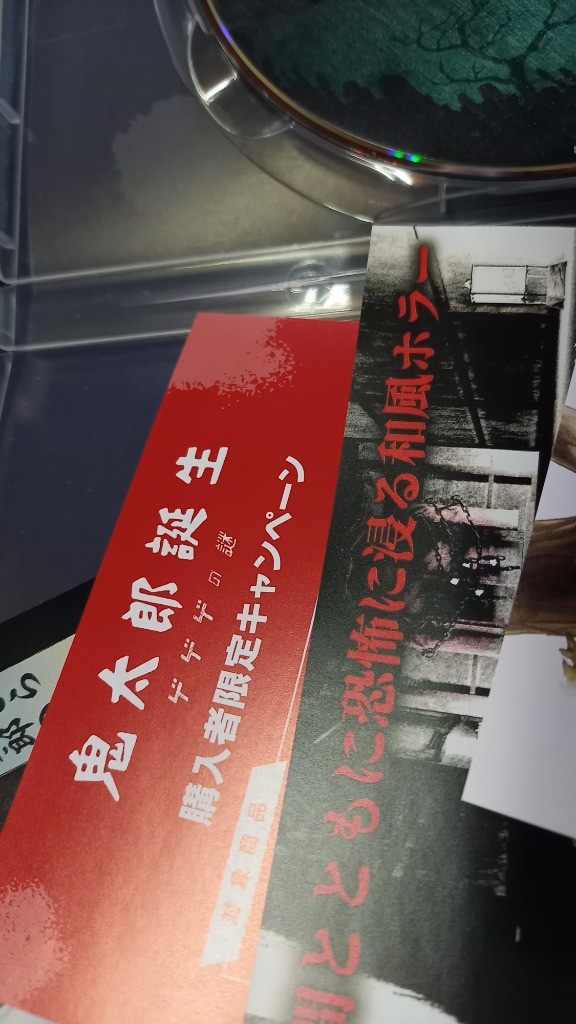 鬼太郎誕生
ゲゲゲの謎
購入者限定キャンペーン
対象商品
とともに恐怖に浸る和風ホラー